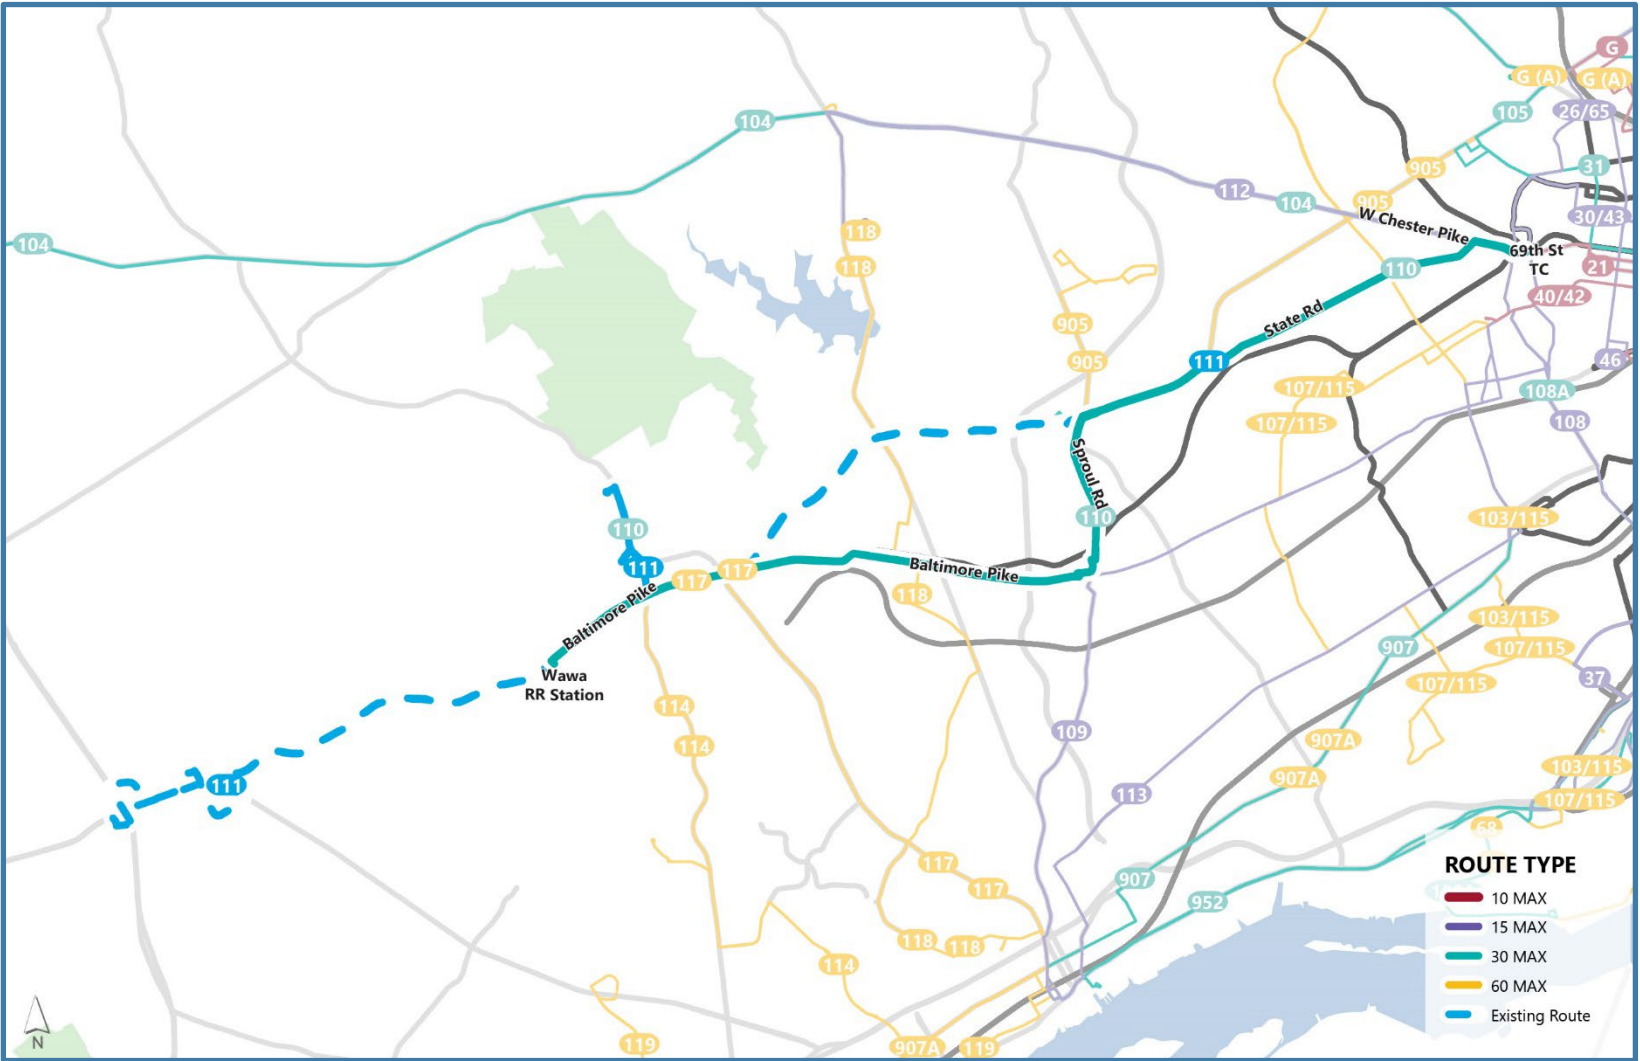 G
G (A)
G (A)
104
105
26/65
905
31
112
104
905
30/43
W Chester Pike
118
104
69th St
TC
118
110
21
40/42
State Rd
905
905
111
46
107/115
108A
107/115
108
Sproul Rd
110
110
103/115
111
117
117
Baltimore Pike
118
Baltimore Pike
103/115
907
107/115
Wawa
RR Station
37
107/115
114
109
114
907A
103/115
907A
111
113
107/115
68
117
907
117
952
118
118
114
119
907A
119
N
ROUTE TYPE
10 MAX
15 MAX
30 MAX
60 MAX
Existing Route